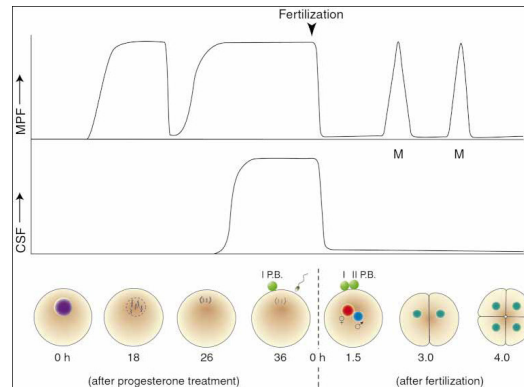 Fertilization
MPF
M M
CSF
I P.B. I II P.B.
♀ ♂
0 h 18 26 36 0 h 1.5 3.0 4.0
(after progesterone treatment) (after fertilization)